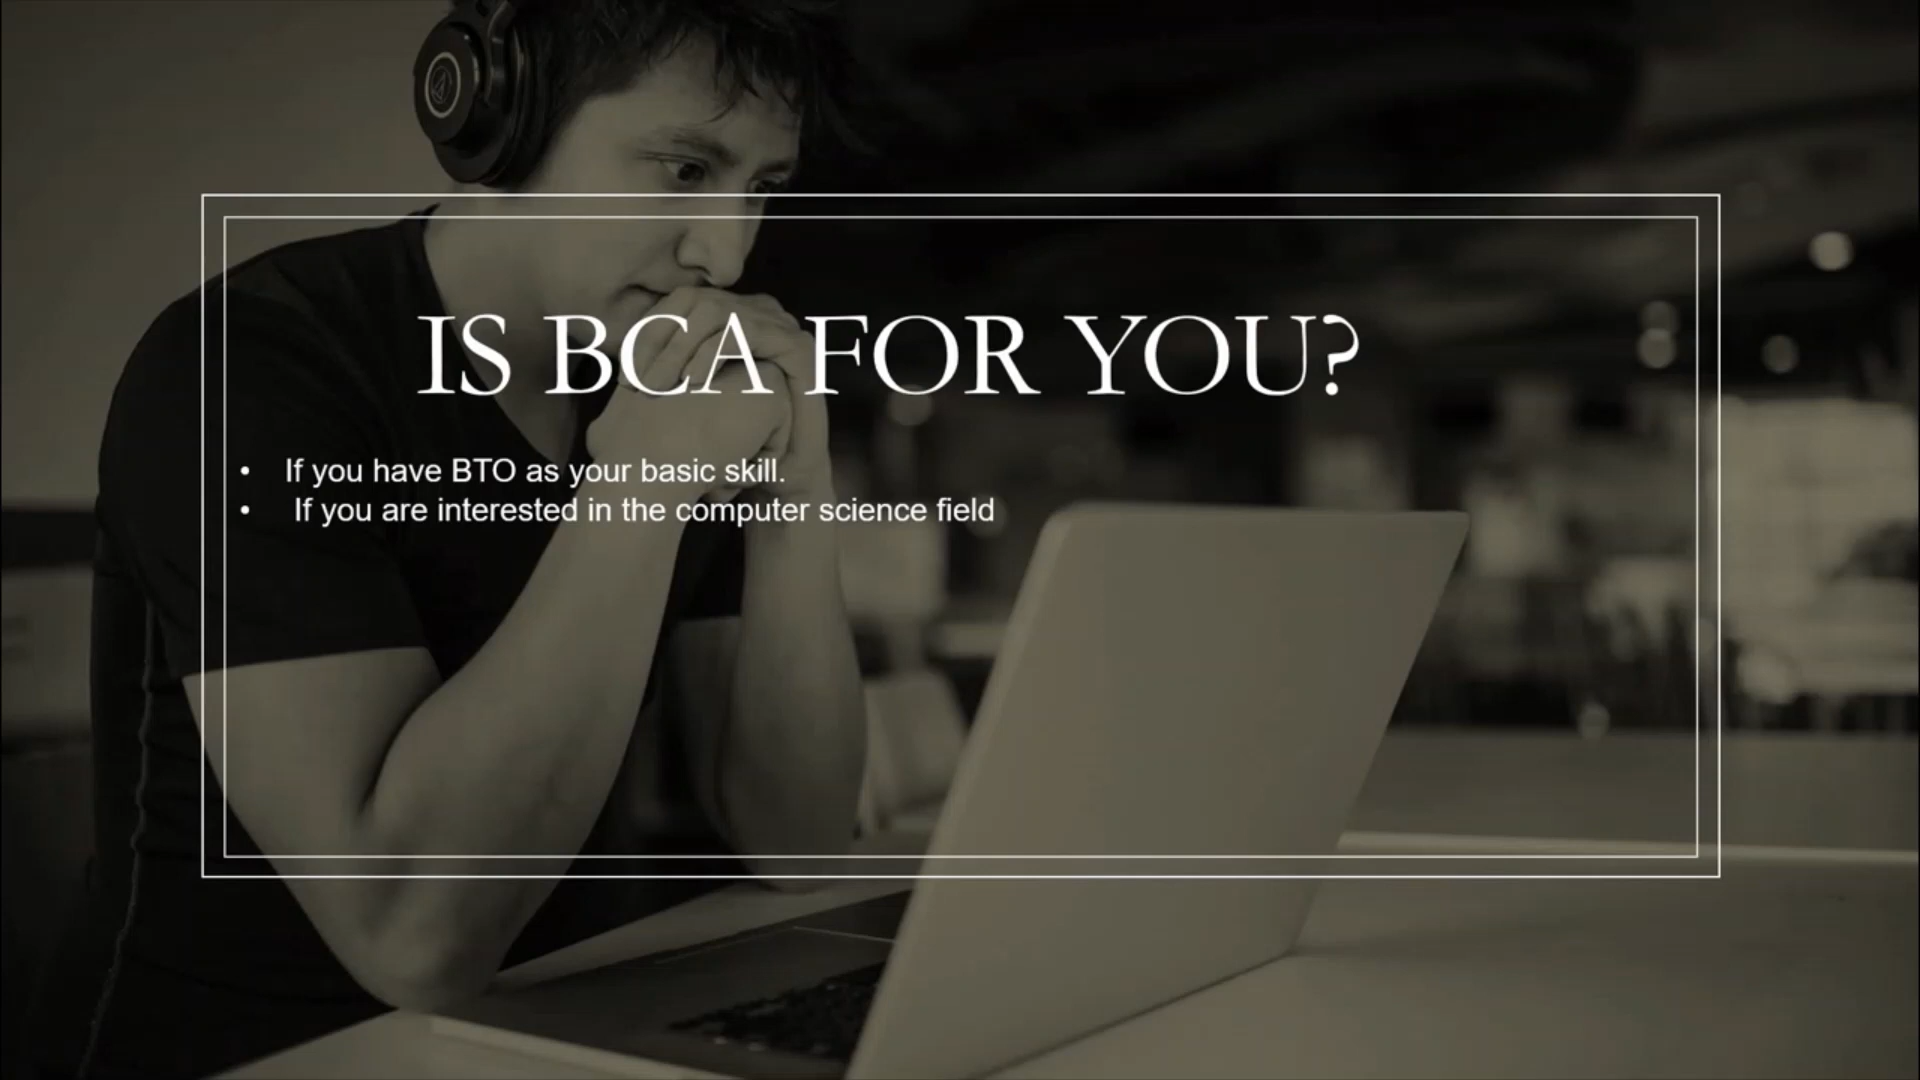 IS BCA FOR YOU?
• If you have BTO as your basic skill.
• If you are interested in the computer science field